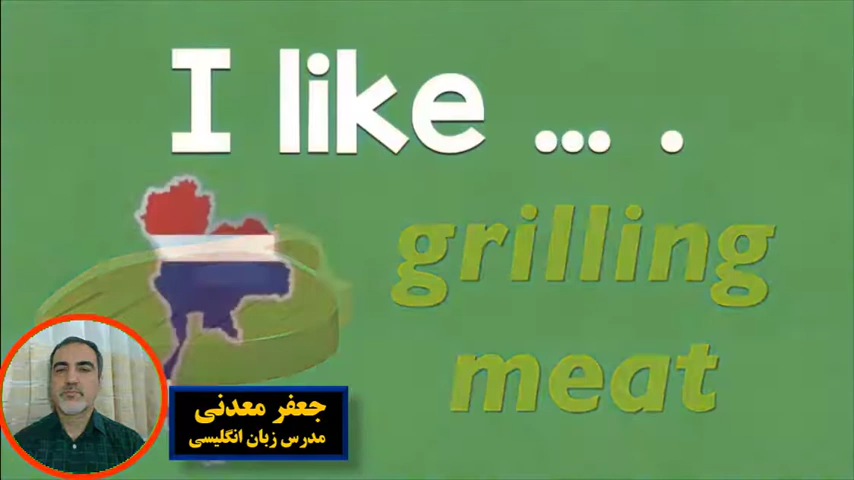 I like ... .
grilling
meat
جعفر معدنی
مدرس زبان انگلیسی